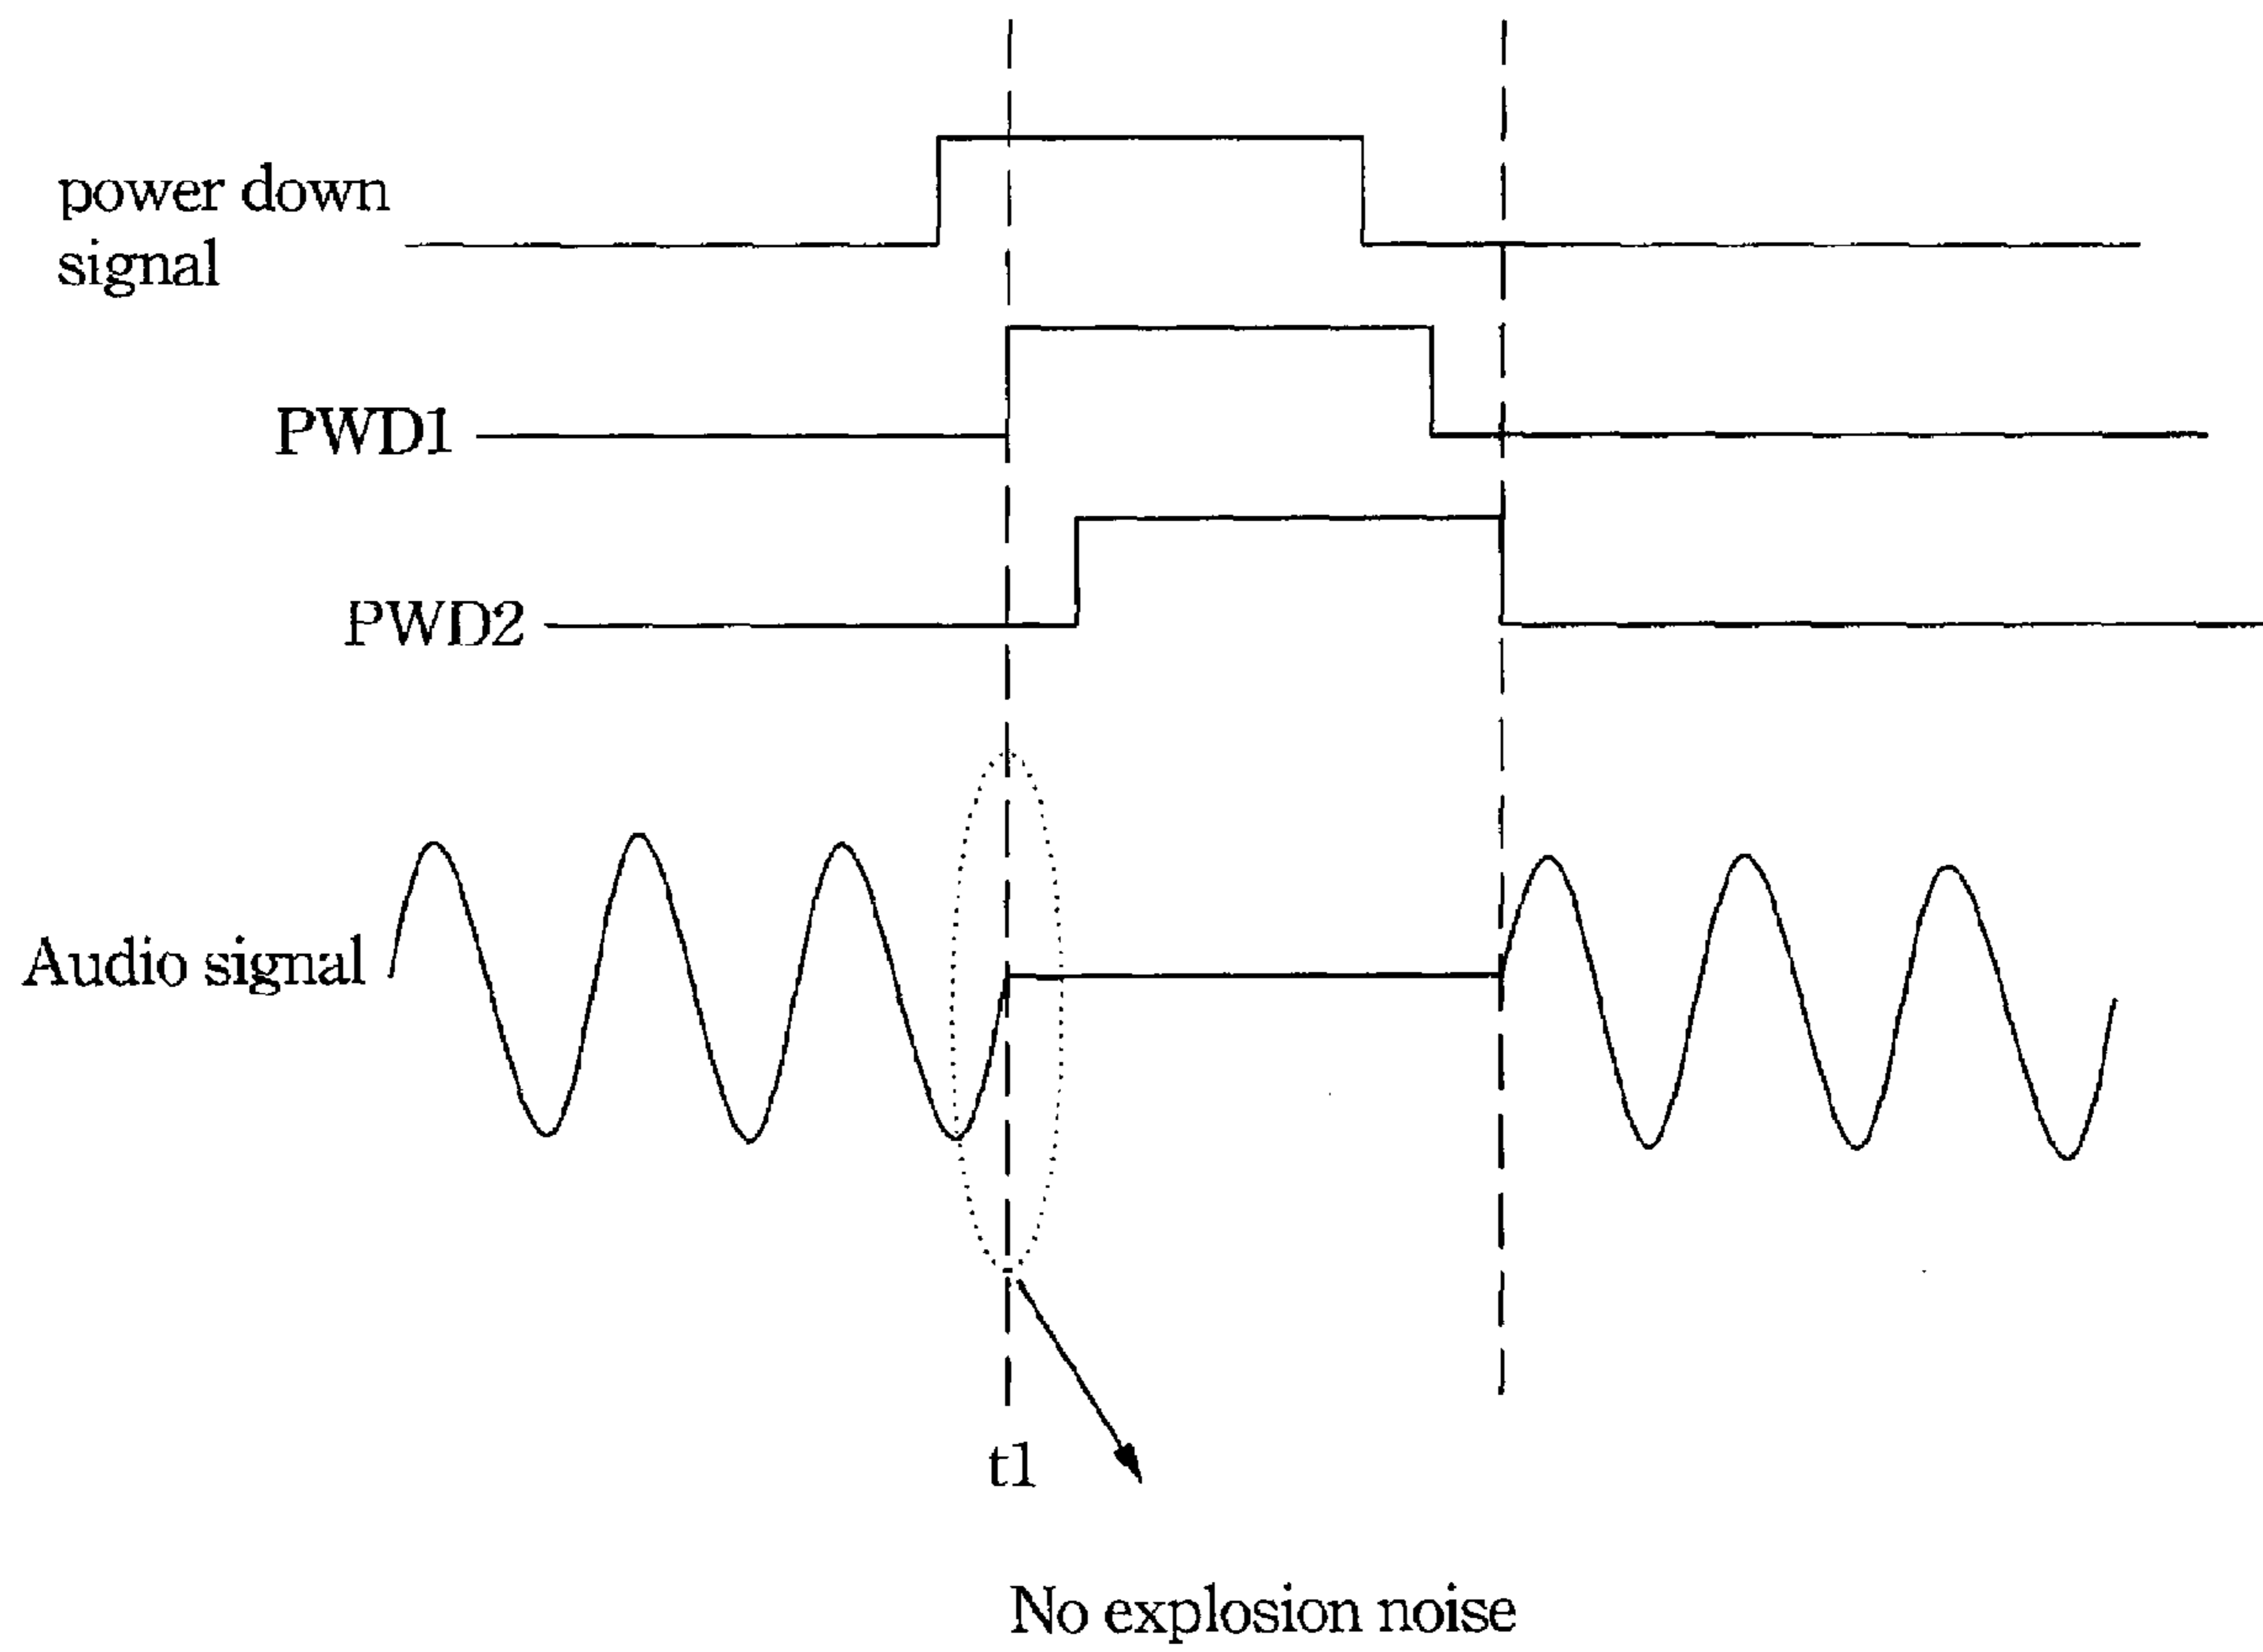 power down
signal
PWD1
PWD2
Audio signal
t1
No explosion noise